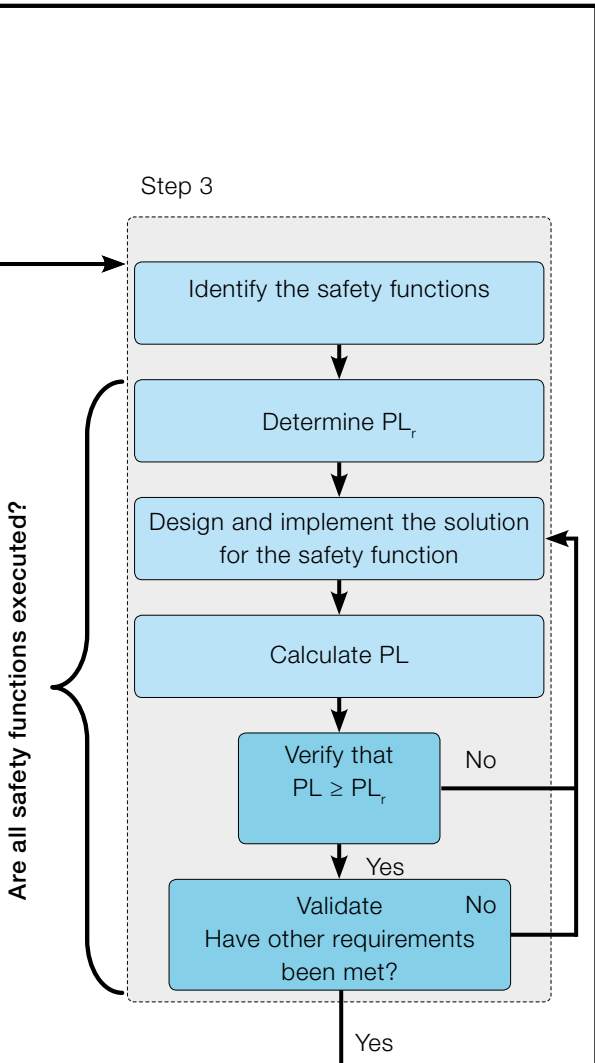 Step 3
Identify the safety functions
Determine PLr
Design and implement the solution
for the safety function
Calculate PL
Verify that
PL ≥ PLr
No
Yes
Validate
No
Have other requirements
been met?
Yes
Are all safety functions executed?